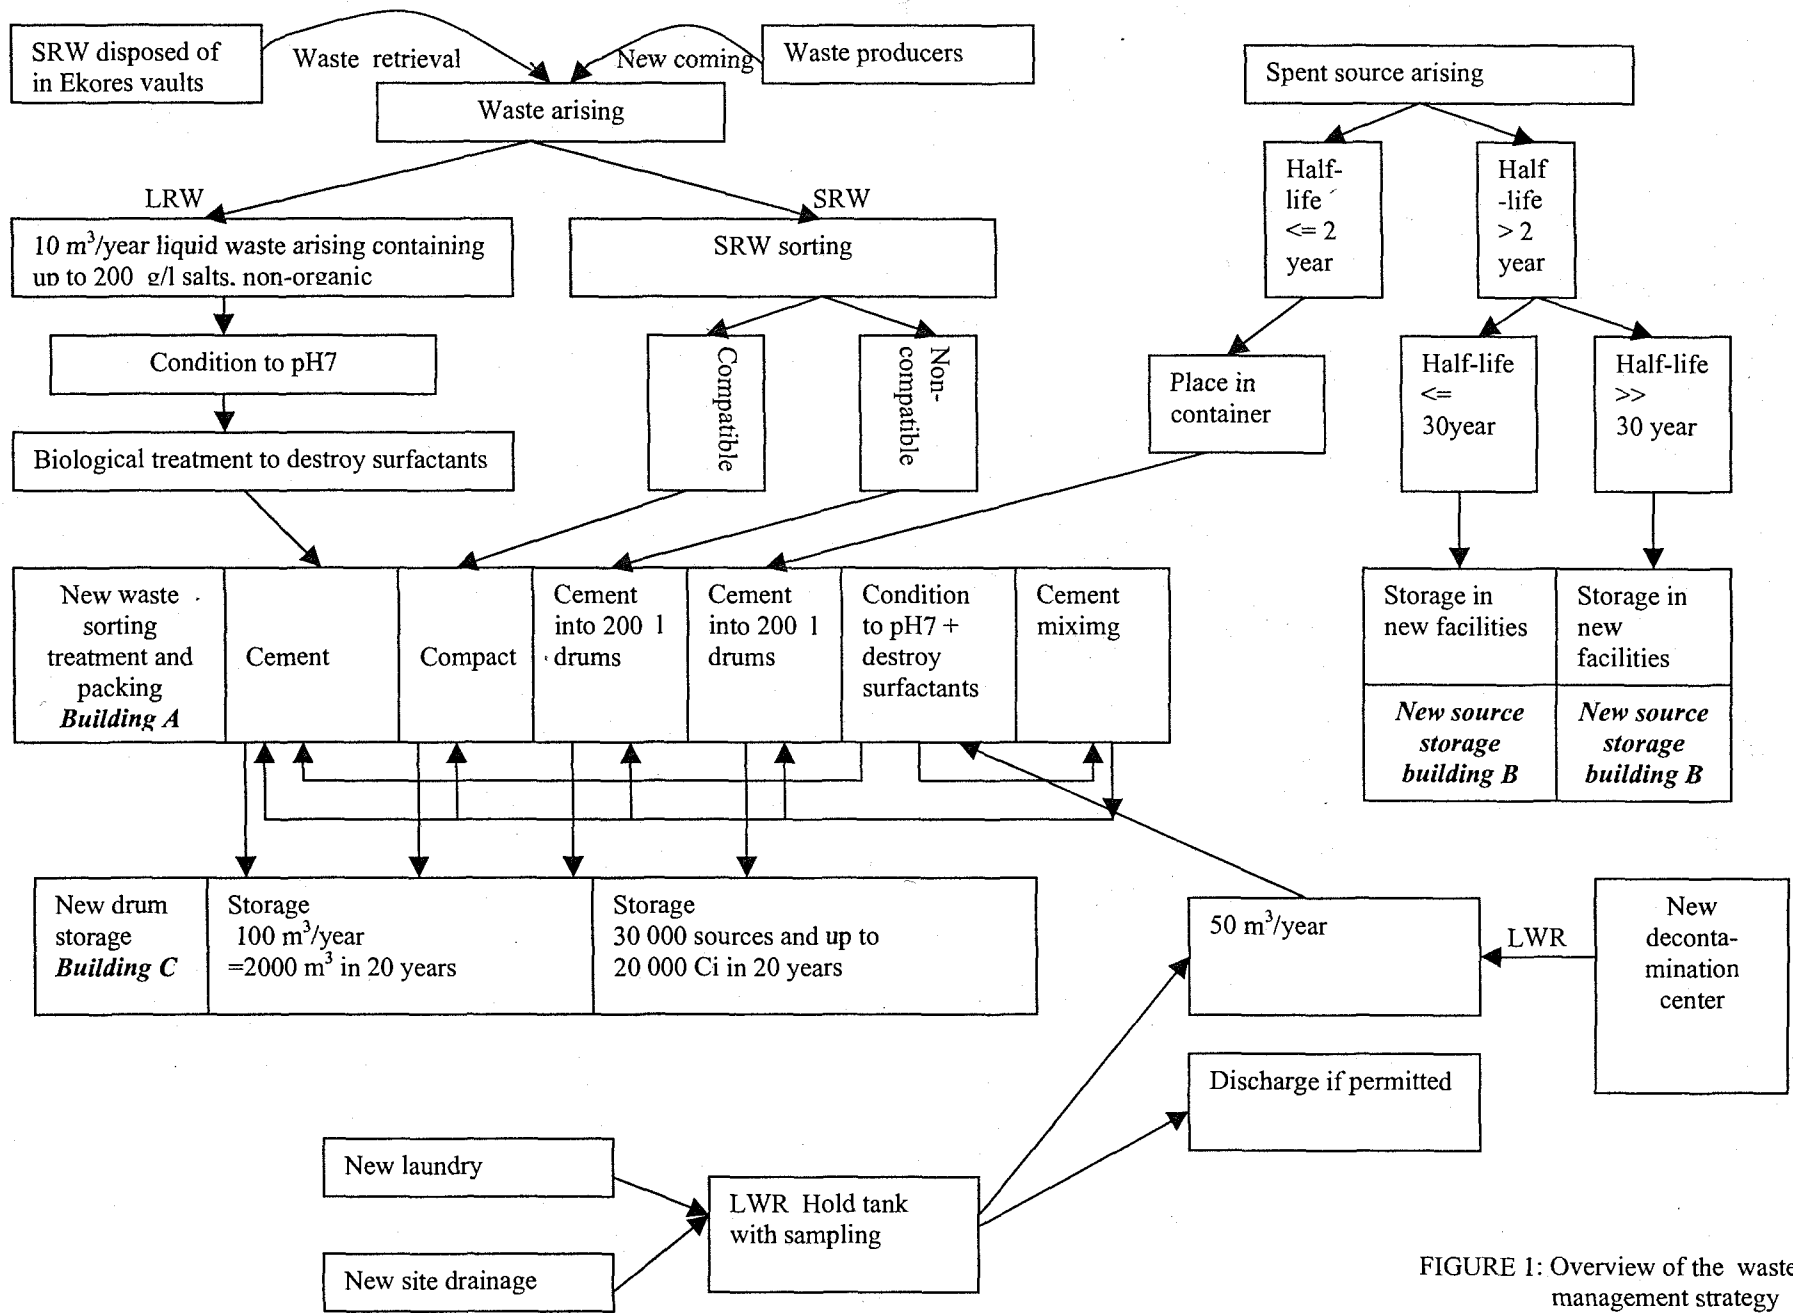 SRW disposed of
in Ekores vaults
Waste retrieval
New coming
Waste producers
Waste arising
Spent source arising
LRW
SRW
10 m³/year liquid waste arising containing
up to 200 g/l salts, non-organic
SRW sorting
Half-
life
<= 2
year
Half
-life
> 2
year
Condition to pH7
Compatible
Non-
compatible
Place in
container
Half-life
<=
30year
Half-life
>>
30 year
Biological treatment to destroy surfactants
New waste
sorting
treatment and
packing
Building A
Cement
Compact
Cement
into 200 l
drums
Cement
into 200 l
drums
Condition
to pH7 +
destroy
surfactants
Cement
miximg
Storage in
new facilities
Storage in
new
facilities
New source
storage
building B
New source
storage
building B
New drum
storage
Building C
Storage
100 m³/year
=2000 m³ in 20 years
Storage
30 000 sources and up to
20 000 Ci in 20 years
50 m³/year
LWR
New
deconta-
mination
center
Discharge if permitted
New laundry
LWR Hold tank
with sampling
New site drainage
FIGURE 1: Overview of the waste
management strategy